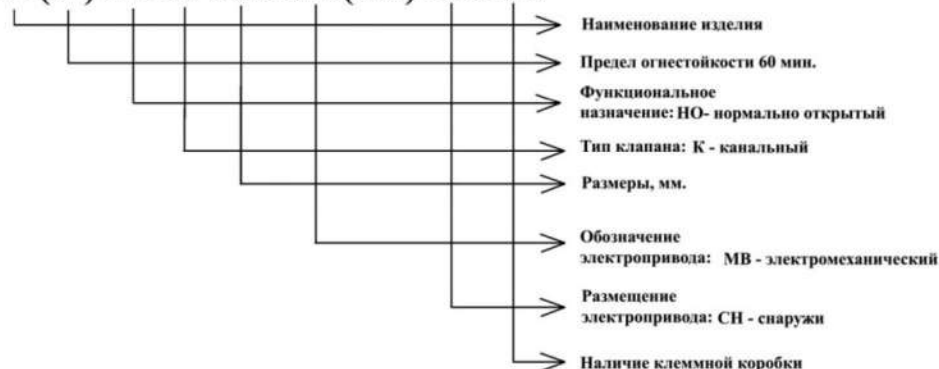 Наименование изделия
Предел огнестойкости 60 мин.
Функциональное
назначение: НО- нормально открытый
Тип клапана: К - канальный
Размеры, мм.
Обозначение
электропривода: МВ - электромеханический
Размещение
электропривода: СН - снаружи
Наличие клеммной коробки